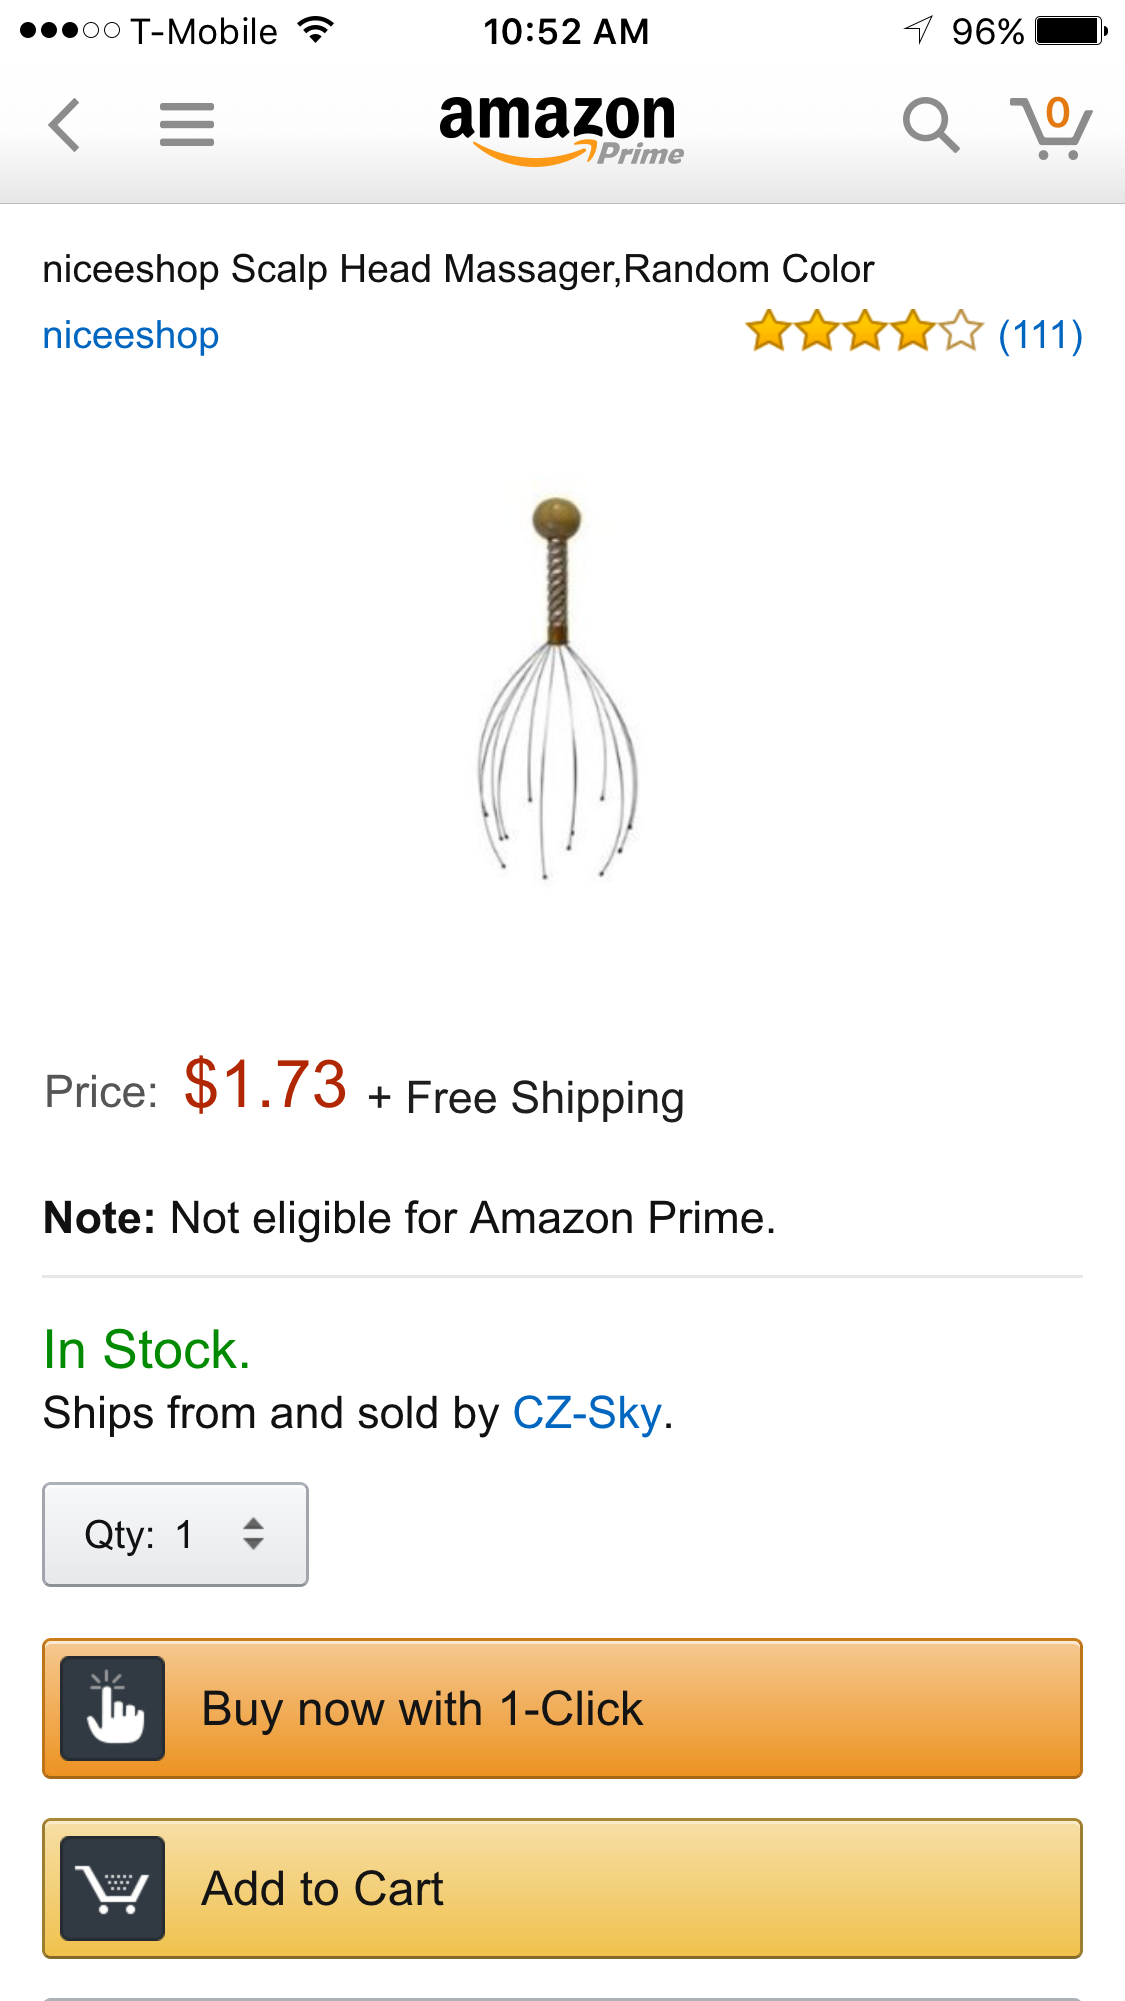 T-Mobile 10:52 AM 96%
amazon
Prime
0
niceeshop Scalp Head Massager,Random Color
niceeshop (111)
Price: $1.73 + Free Shipping
Note: Not eligible for Amazon Prime.
In Stock.
Ships from and sold by CZ-Sky.
Qty: 1
Buy now with 1-Click
Add to Cart